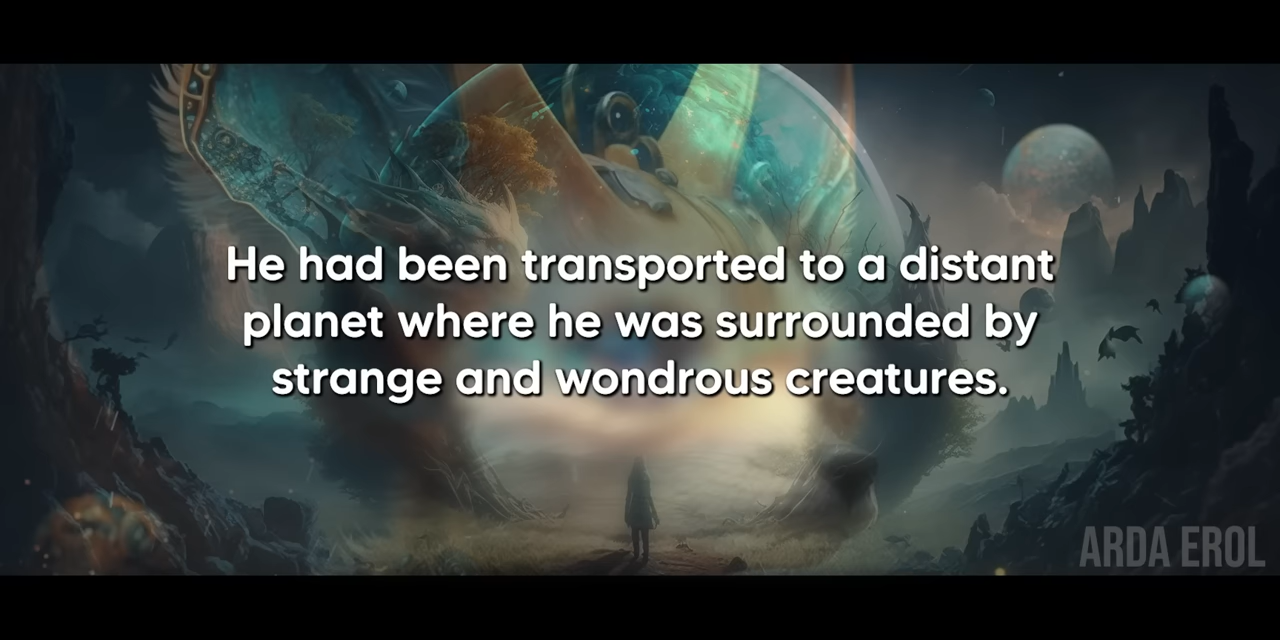 He had been transported to a distant
planet where he was surrounded by
strange and wondrous creatures.
ARDA EROL